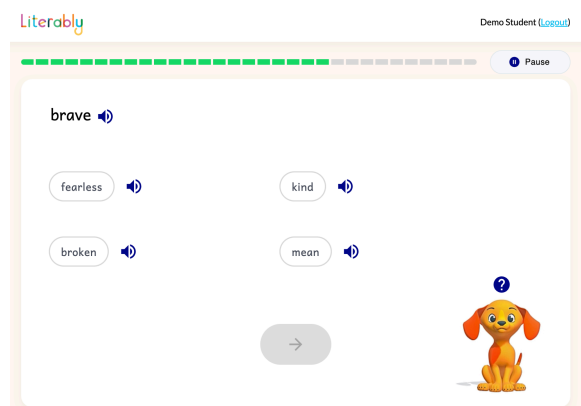 Literably
Demo Student (Logout)
Pause
brave
fearless
kind
broken
mean